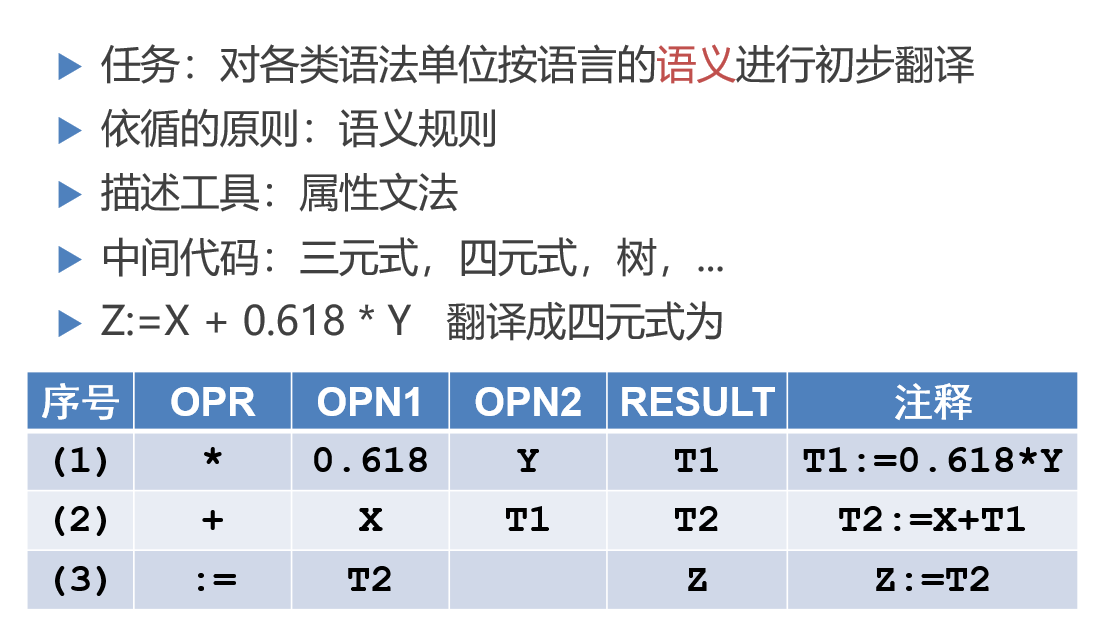 任务：对各类语法单位按语言的语义进行初步翻译
依循的原则：语义规则
描述工具：属性文法
中间代码：三元式，四元式，树，...
Z:=X + 0.618 * Y 翻译成四元式为
序号 OPR OPN1 OPN2 RESULT 注释
(1) * 0.618 Y T1 T1:=0.618*Y
(2) + X T1 T2 T2:=X+T1
(3) := T2 Z Z:=T2